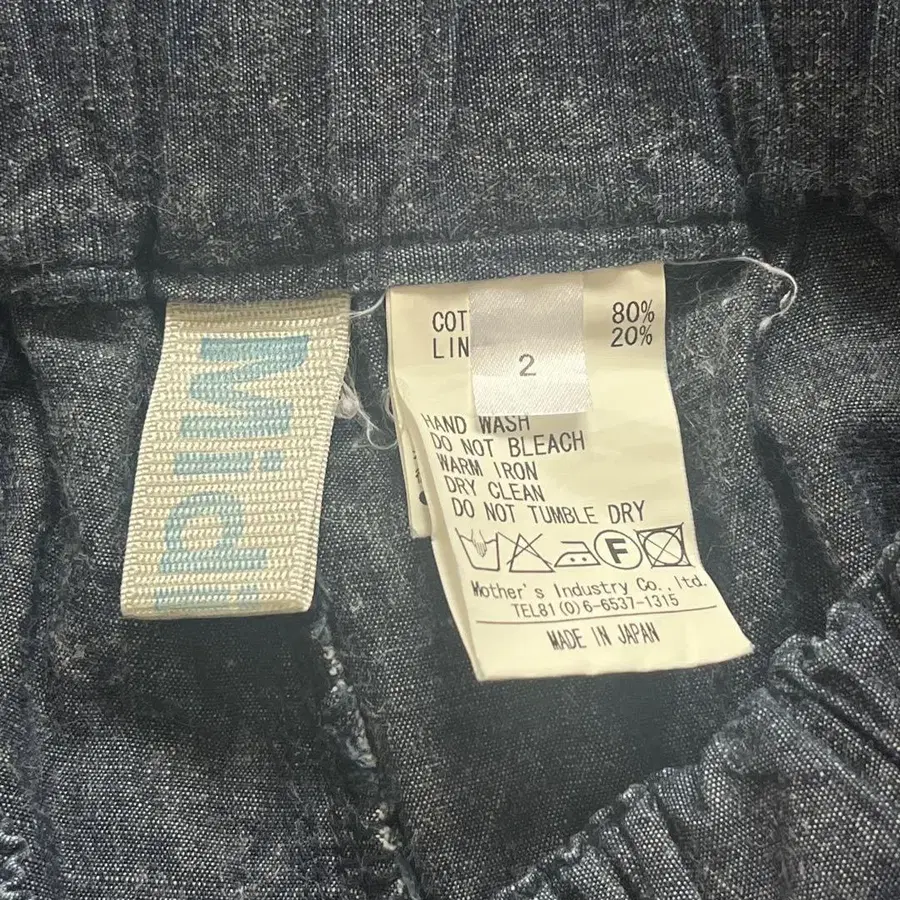 Mid
COT 80%
LIN 20%
2
HAND WASH
DO NOT BLEACH
WARM IRON
DRY CLEAN
DO NOT TUMBLE DRY
F
Mother's Industry Co.,ltd.
TEL81(0)6-6537-1315
MADE IN JAPAN